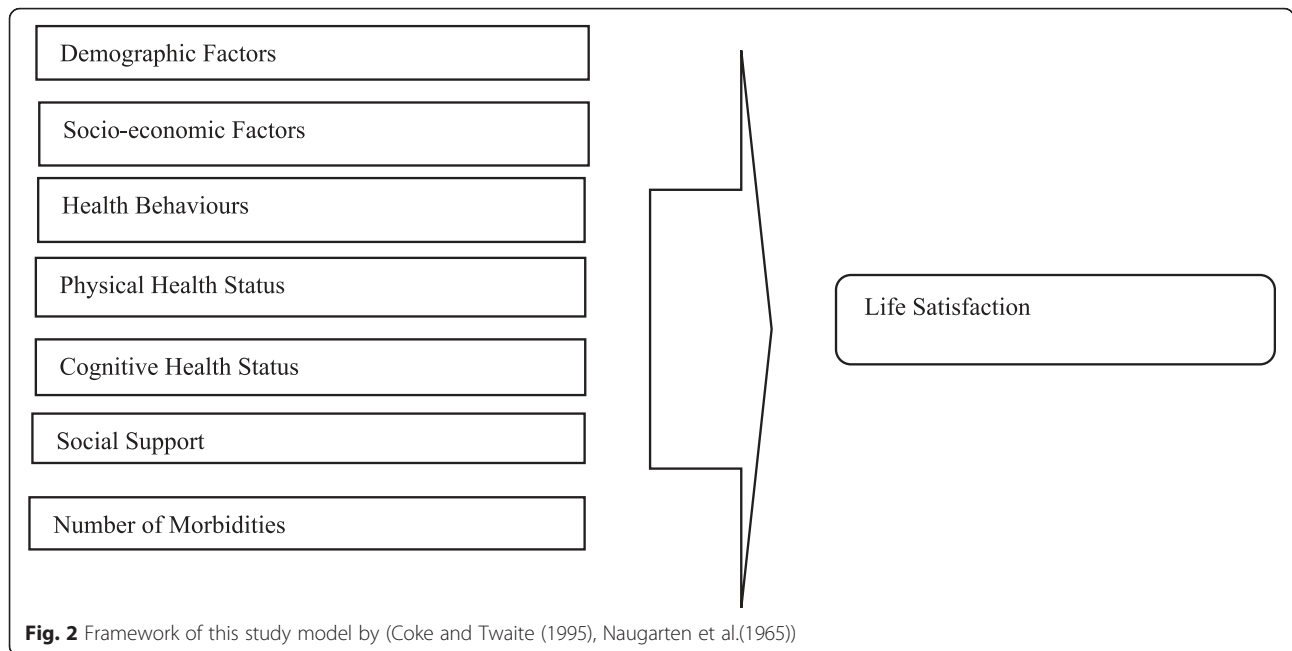 Demographic Factors
Socio-economic Factors
Health Behaviours
Physical Health Status
Cognitive Health Status
Social Support
Number of Morbidities
Life Satisfaction
Fig. 2 Framework of this study model by (Coke and Twaite (1995), Naugarten et al.(1965))